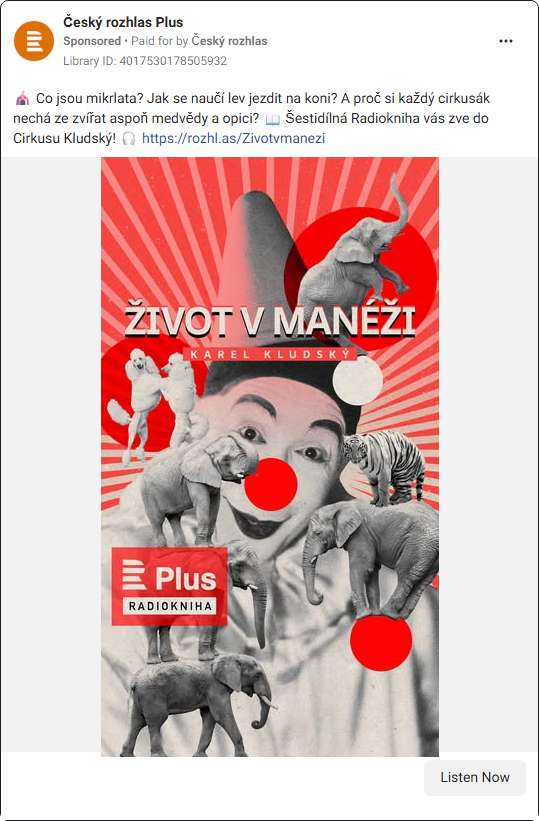 Český rozhlas Plus
Sponsored • Paid for by Český rozhlas
Library ID: 4017530178505932
Co jsou mikrlata? Jak se naučí lev jezdit na koni? A proč si každý cirkusák
nechá ze zvířat aspoň medvědy a opici? 📖 Šestidílná Radiokniha vás zve do
Cirkusu Kludský! 🎧 https://rozhl.as/Zivotvmanezi
ŽIVOT V MANÉŽI
KAREL KLUDSKÝ
Plus
RADIOKNIHA
Listen Now